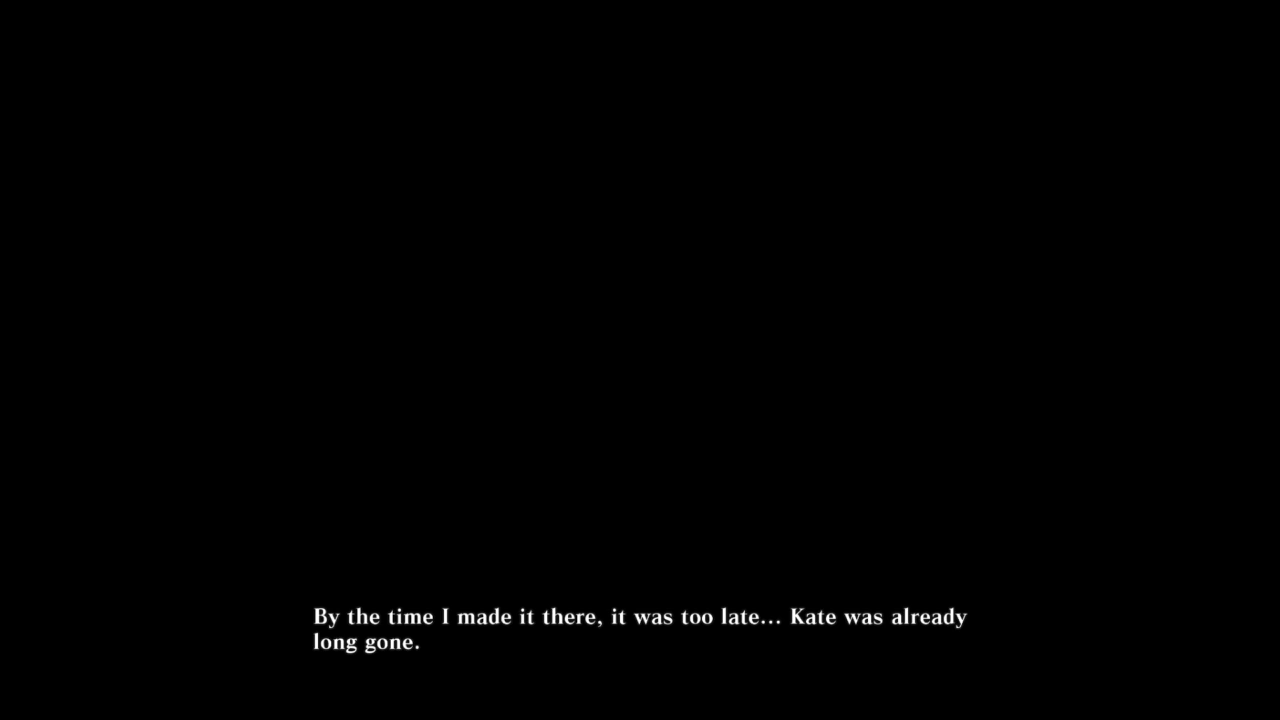 By the time I made it there, it was too late... Kate was already
long gone.